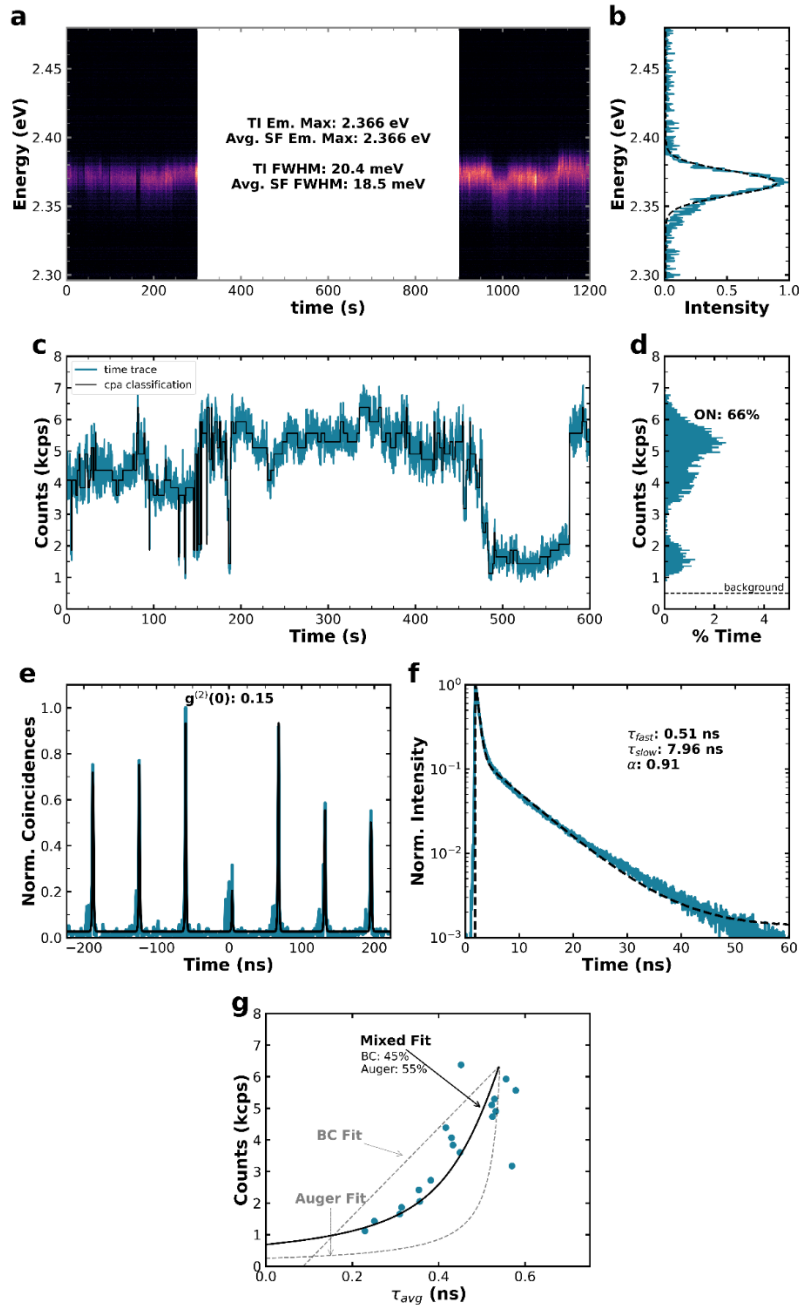 a
Energy (eV)
2.45
2.40
2.35
2.30
TI Em. Max: 2.366 eV
Avg. SF Em. Max: 2.366 eV
TI FWHM: 20.4 meV
Avg. SF FWHM: 18.5 meV
0 200 400 600 800 1000 1200
time (s)
b
Energy (eV)
2.45
2.40
2.35
2.30
0.0 0.5 1.0
Intensity
c
Counts (kcps)
8
7
6
5
4
3
2
1
0
time trace
cpa classification
0 100 200 300 400 500 600
Time (s)
d
Counts (kcps)
8
7
6
5
4
3
2
1
0
ON: 66%
background
0 2 4
% Time
e
Norm. Coincidences
1.0
0.8
0.6
0.4
0.2
0.0
g⁽²⁾(0): 0.15
−200 −100 0 100 200
Time (ns)
f
Norm. Intensity
10⁰
10⁻¹
10⁻²
10⁻³
τfast: 0.51 ns
τslow: 7.96 ns
α: 0.91
0 10 20 30 40 50 60
Time (ns)
g
Counts (kcps)
8
7
6
5
4
3
2
1
0
Mixed Fit
BC: 45%
Auger: 55%
BC Fit
Auger Fit
0.0 0.2 0.4 0.6
τavg (ns)